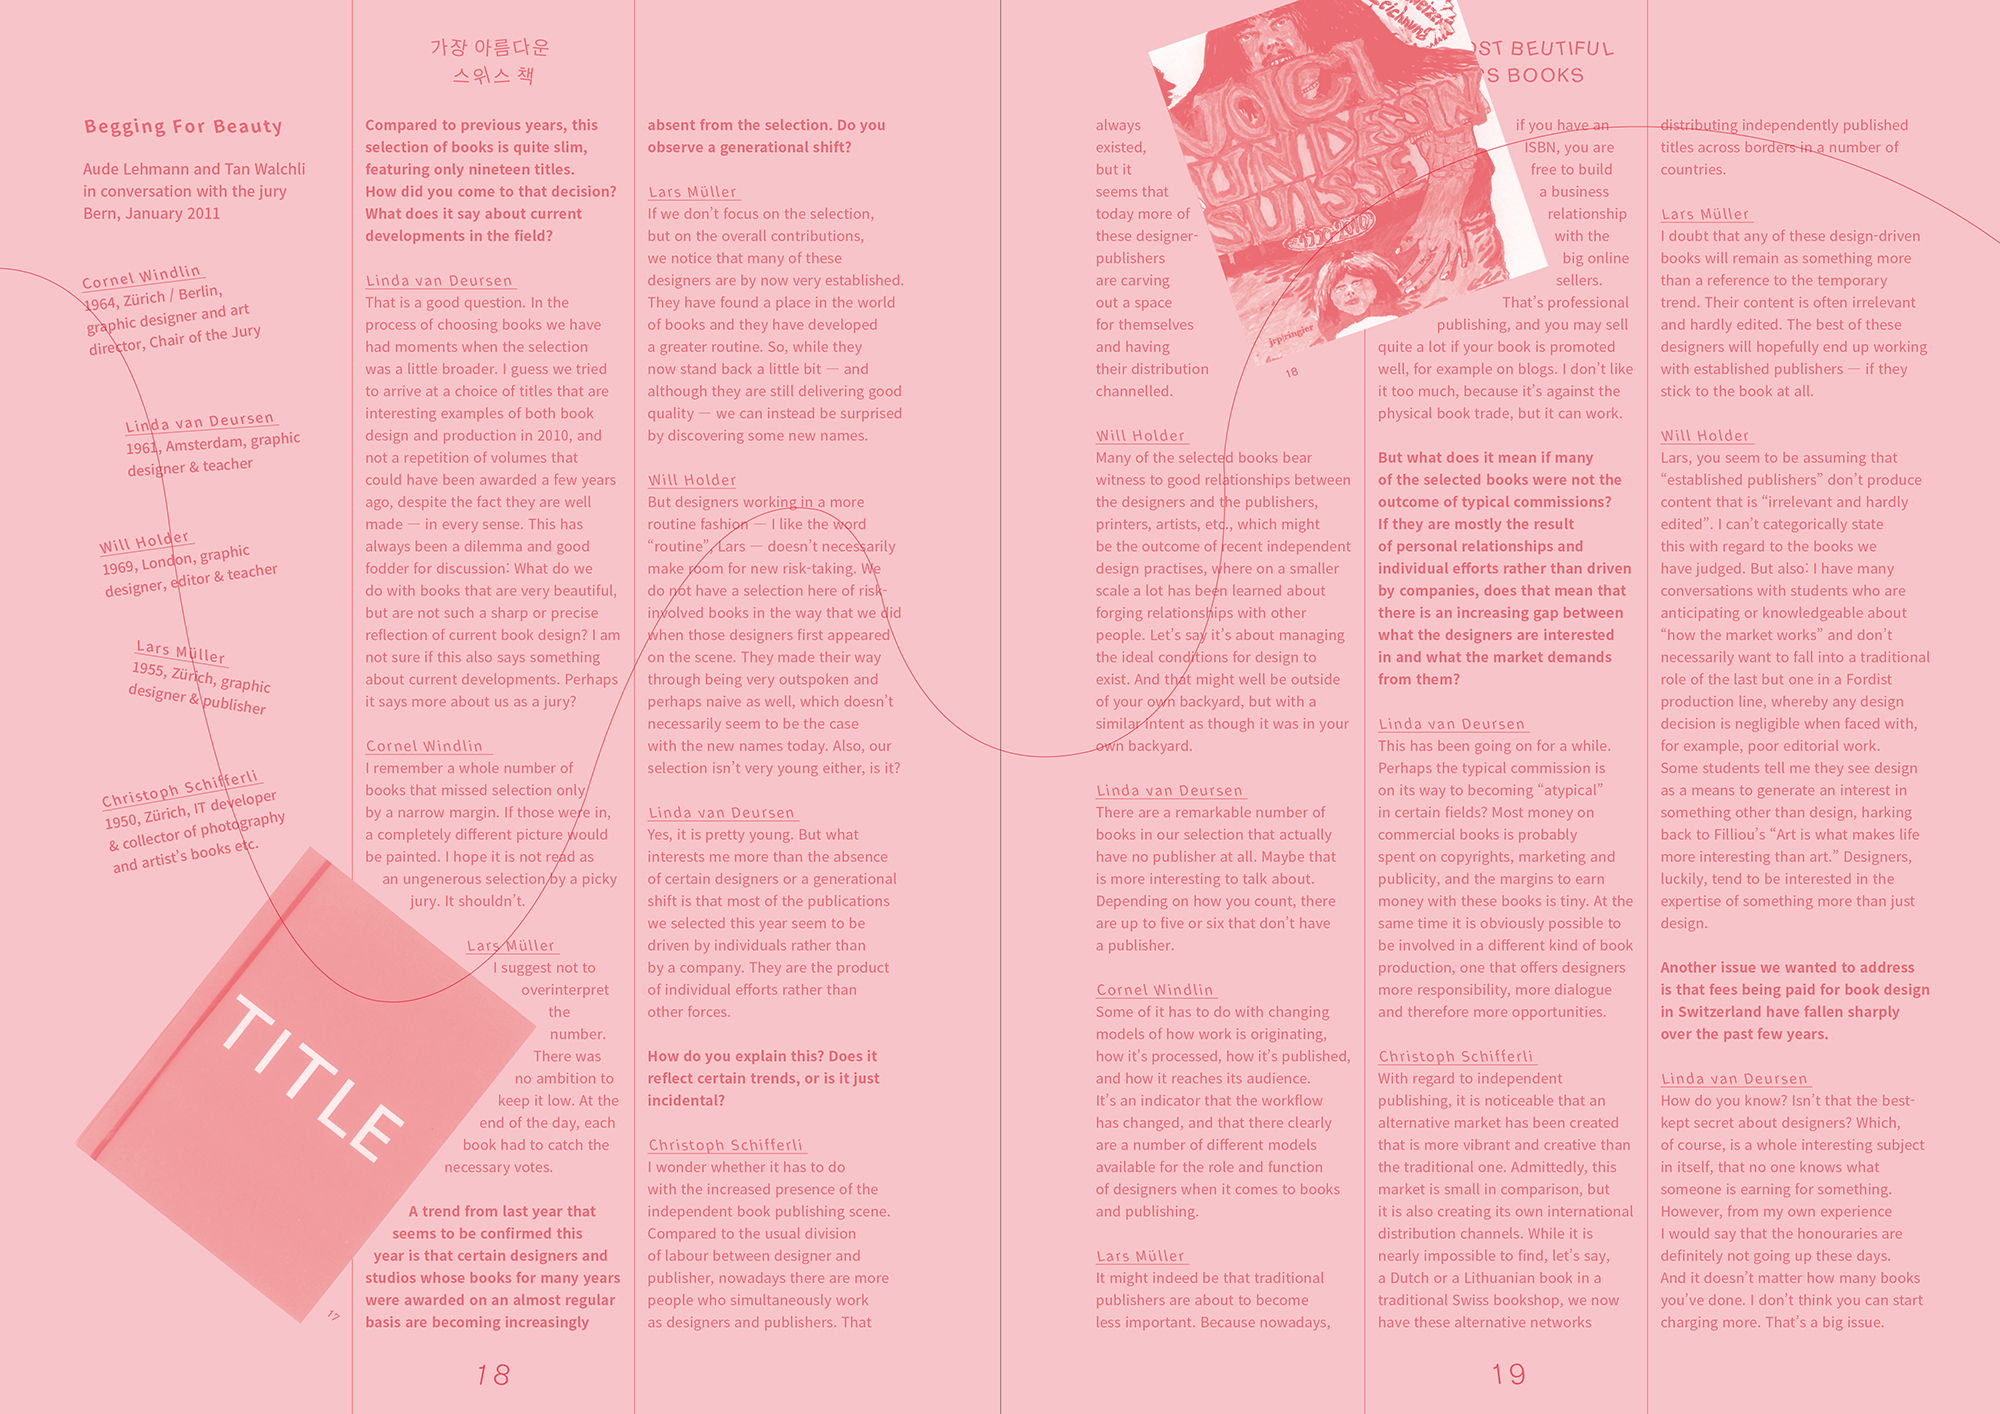 가장 아름다운
스위스 책
Begging For Beauty
Aude Lehmann and Tan Walchli
in conversation with the jury
Bern, January 2011
Cornel Windlin
1964, Zürich / Berlin,
graphic designer and art
director, Chair of the Jury
Linda van Deursen
1961, Amsterdam, graphic
designer & teacher
Will Holder
1969, London, graphic
designer, editor & teacher
Lars Müller
1955, Zürich, graphic
designer & publisher
Christoph Schifferli
1950, Zürich, IT developer
& collector of photography
and artist's books etc.
TITLE
17
Compared to previous years, this
selection of books is quite slim,
featuring only nineteen titles.
How did you come to that decision?
What does it say about current
developments in the field?
Linda van Deursen
That is a good question. In the
process of choosing books we have
had moments when the selection
was a little broader. I guess we tried
to arrive at a choice of titles that are
interesting examples of both book
design and production in 2010, and
not a repetition of volumes that
could have been awarded a few years
ago, despite the fact they are well
made — in every sense. This has
always been a dilemma and good
fodder for discussion: What do we
do with books that are very beautiful,
but are not such a sharp or precise
reflection of current book design? I am
not sure if this also says something
about current developments. Perhaps
it says more about us as a jury?
Cornel Windlin
I remember a whole number of
books that missed selection only
by a narrow margin. If those were in,
a completely different picture would
be painted. I hope it is not read as
an ungenerous selection by a picky
jury. It shouldn't.
Lars Müller
I suggest not to
overinterpret
the
number.
There was
no ambition to
keep it low. At the
end of the day, each
book had to catch the
necessary votes.
A trend from last year that
seems to be confirmed this
year is that certain designers and
studios whose books for many years
were awarded on an almost regular
basis are becoming increasingly
18
absent from the selection. Do you
observe a generational shift?
Lars Müller
If we don't focus on the selection,
but on the overall contributions,
we notice that many of these
designers are by now very established.
They have found a place in the world
of books and they have developed
a greater routine. So, while they
now stand back a little bit — and
although they are still delivering good
quality — we can instead be surprised
by discovering some new names.
Will Holder
But designers working in a more
routine fashion — I like the word
“routine”, Lars — doesn't necessarily
make room for new risk-taking. We
do not have a selection here of risk-
involved books in the way that we did
when those designers first appeared
on the scene. They made their way
through being very outspoken and
perhaps naive as well, which doesn't
necessarily seem to be the case
with the new names today. Also, our
selection isn't very young either, is it?
Linda van Deursen
Yes, it is pretty young. But what
interests me more than the absence
of certain designers or a generational
shift is that most of the publications
we selected this year seem to be
driven by individuals rather than
by a company. They are the product
of individual efforts rather than
other forces.
How do you explain this? Does it
reflect certain trends, or is it just
incidental?
Christoph Schifferli
I wonder whether it has to do
with the increased presence of the
independent book publishing scene.
Compared to the usual division
of labour between designer and
publisher, nowadays there are more
people who simultaneously work
as designers and publishers. That
OST BEUTIFUL
S BOOKS
always
existed,
but it
seems that
today more of
these designer-
publishers
are carving
out a space
for themselves
and having
their distribution
channelled.
Will Holder
Many of the selected books bear
witness to good relationships between
the designers and the publishers,
printers, artists, etc., which might
be the outcome of recent independent
design practises, where on a smaller
scale a lot has been learned about
forging relationships with other
people. Let's say it's about managing
the ideal conditions for design to
exist. And that might well be outside
of your own backyard, but with a
similar intent as though it was in your
own backyard.
Linda van Deursen
There are a remarkable number of
books in our selection that actually
have no publisher at all. Maybe that
is more interesting to talk about.
Depending on how you count, there
are up to five or six that don't have
a publisher.
Cornel Windlin
Some of it has to do with changing
models of how work is originating,
how it's processed, how it's published,
and how it reaches its audience.
It's an indicator that the workflow
has changed, and that there clearly
are a number of different models
available for the role and function
of designers when it comes to books
and publishing.
Lars Müller
It might indeed be that traditional
publishers are about to become
less important. Because nowadays,
Zeichnung
VOICI
UN DESSIN
SUISSE
jrp|ringier
18
if you have an
ISBN, you are
free to build
a business
relationship
with the
big online
sellers.
That's professional
publishing, and you may sell
quite a lot if your book is promoted
well, for example on blogs. I don't like
it too much, because it's against the
physical book trade, but it can work.
But what does it mean if many
of the selected books were not the
outcome of typical commissions?
If they are mostly the result
of personal relationships and
individual efforts rather than driven
by companies, does that mean that
there is an increasing gap between
what the designers are interested
in and what the market demands
from them?
Linda van Deursen
This has been going on for a while.
Perhaps the typical commission is
on its way to becoming “atypical”
in certain fields? Most money on
commercial books is probably
spent on copyrights, marketing and
publicity, and the margins to earn
money with these books is tiny. At the
same time it is obviously possible to
be involved in a different kind of book
production, one that offers designers
more responsibility, more dialogue
and therefore more opportunities.
Christoph Schifferli
With regard to independent
publishing, it is noticeable that an
alternative market has been created
that is more vibrant and creative than
the traditional one. Admittedly, this
market is small in comparison, but
it is also creating its own international
distribution channels. While it is
nearly impossible to find, let's say,
a Dutch or a Lithuanian book in a
traditional Swiss bookshop, we now
have these alternative networks
19
distributing independently published
titles across borders in a number of
countries.
Lars Müller
I doubt that any of these design-driven
books will remain as something more
than a reference to the temporary
trend. Their content is often irrelevant
and hardly edited. The best of these
designers will hopefully end up working
with established publishers — if they
stick to the book at all.
Will Holder
Lars, you seem to be assuming that
“established publishers” don't produce
content that is “irrelevant and hardly
edited”. I can't categorically state
this with regard to the books we
have judged. But also: I have many
conversations with students who are
anticipating or knowledgeable about
“how the market works” and don't
necessarily want to fall into a traditional
role of the last but one in a Fordist
production line, whereby any design
decision is negligible when faced with,
for example, poor editorial work.
Some students tell me they see design
as a means to generate an interest in
something other than design, harking
back to Filliou's “Art is what makes life
more interesting than art.” Designers,
luckily, tend to be interested in the
expertise of something more than just
design.
Another issue we wanted to address
is that fees being paid for book design
in Switzerland have fallen sharply
over the past few years.
Linda van Deursen
How do you know? Isn't that the best-
kept secret about designers? Which,
of course, is a whole interesting subject
in itself, that no one knows what
someone is earning for something.
However, from my own experience
I would say that the honouraries are
definitely not going up these days.
And it doesn't matter how many books
you've done. I don't think you can start
charging more. That's a big issue.